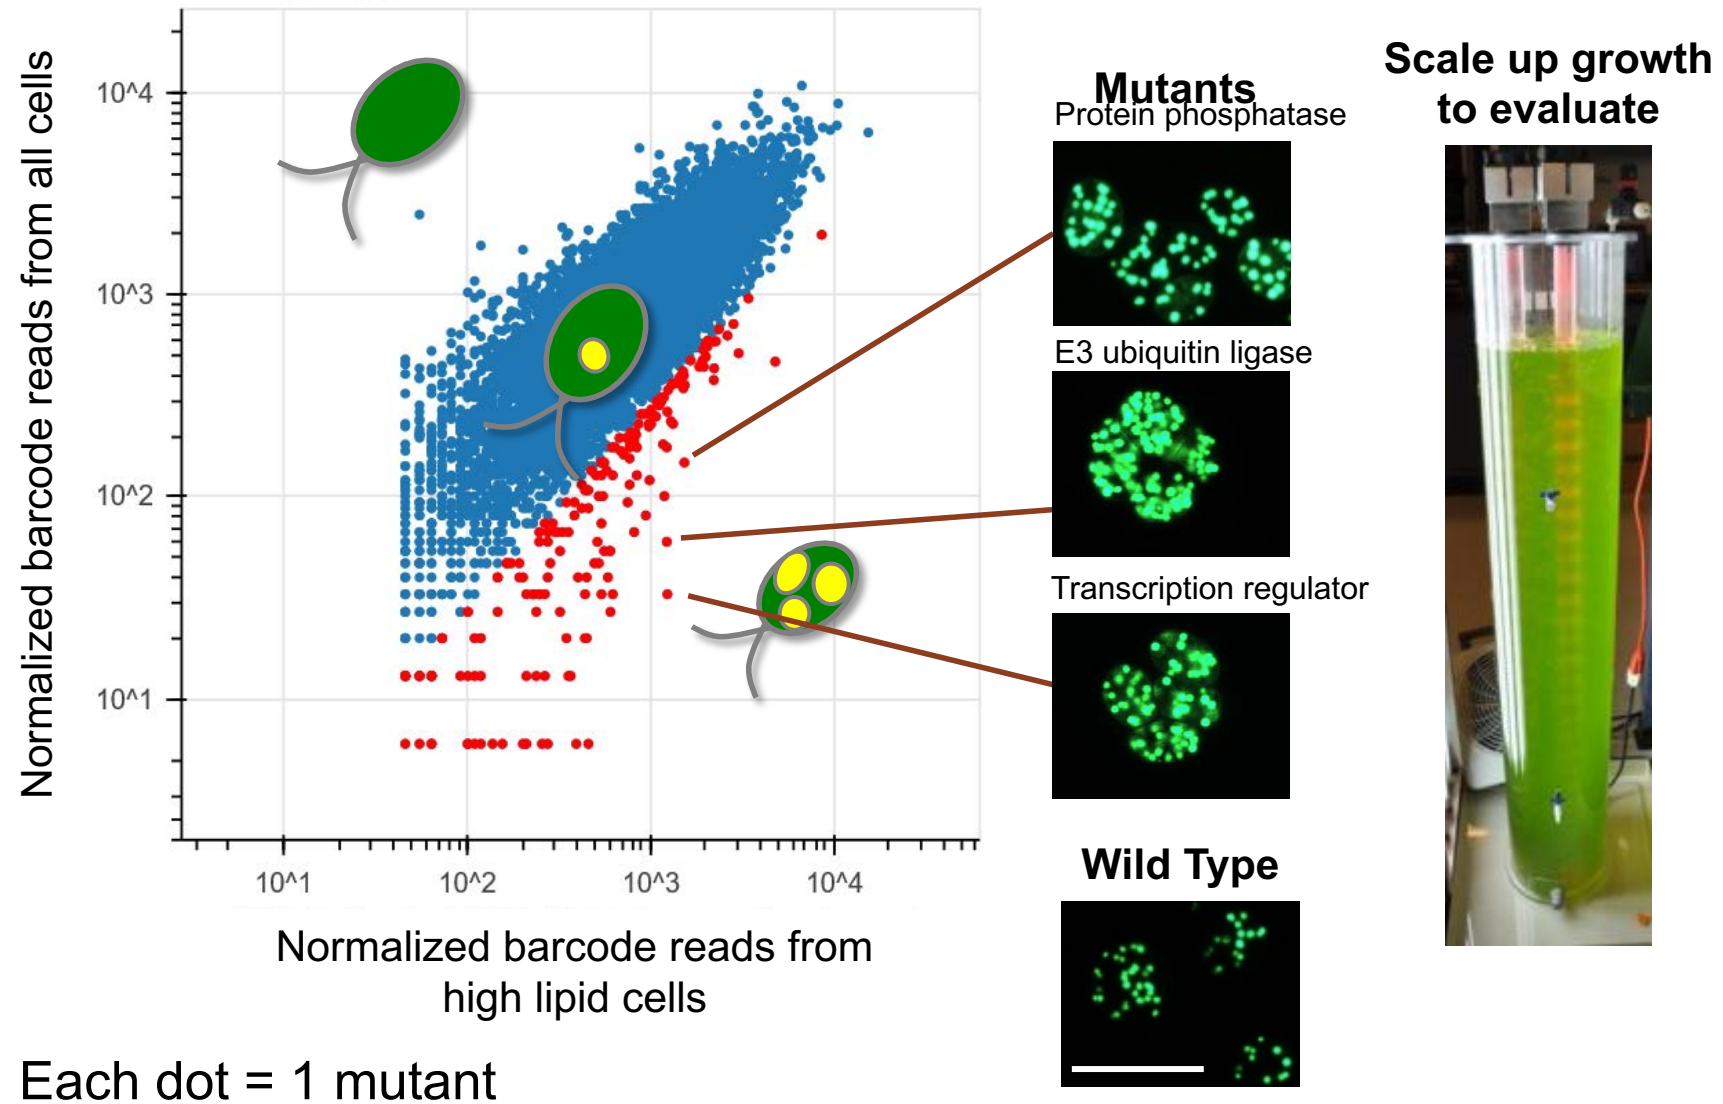 Normalized barcode reads from all cells
10^4
10^3
10^2
10^1
10^1
10^2
10^3
10^4
Normalized barcode reads from
high lipid cells
Each dot = 1 mutant
Mutants
Protein phosphatase
E3 ubiquitin ligase
Transcription regulator
Wild Type
Scale up growth
to evaluate